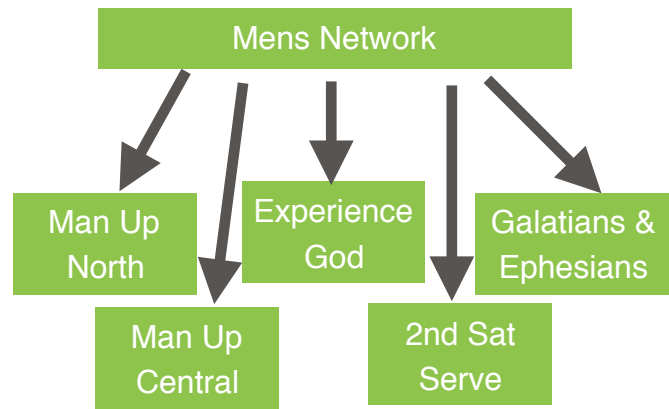 Mens Network
Man Up
North
Experience
God
Galatians &
Ephesians
Man Up
Central
2nd Sat
Serve